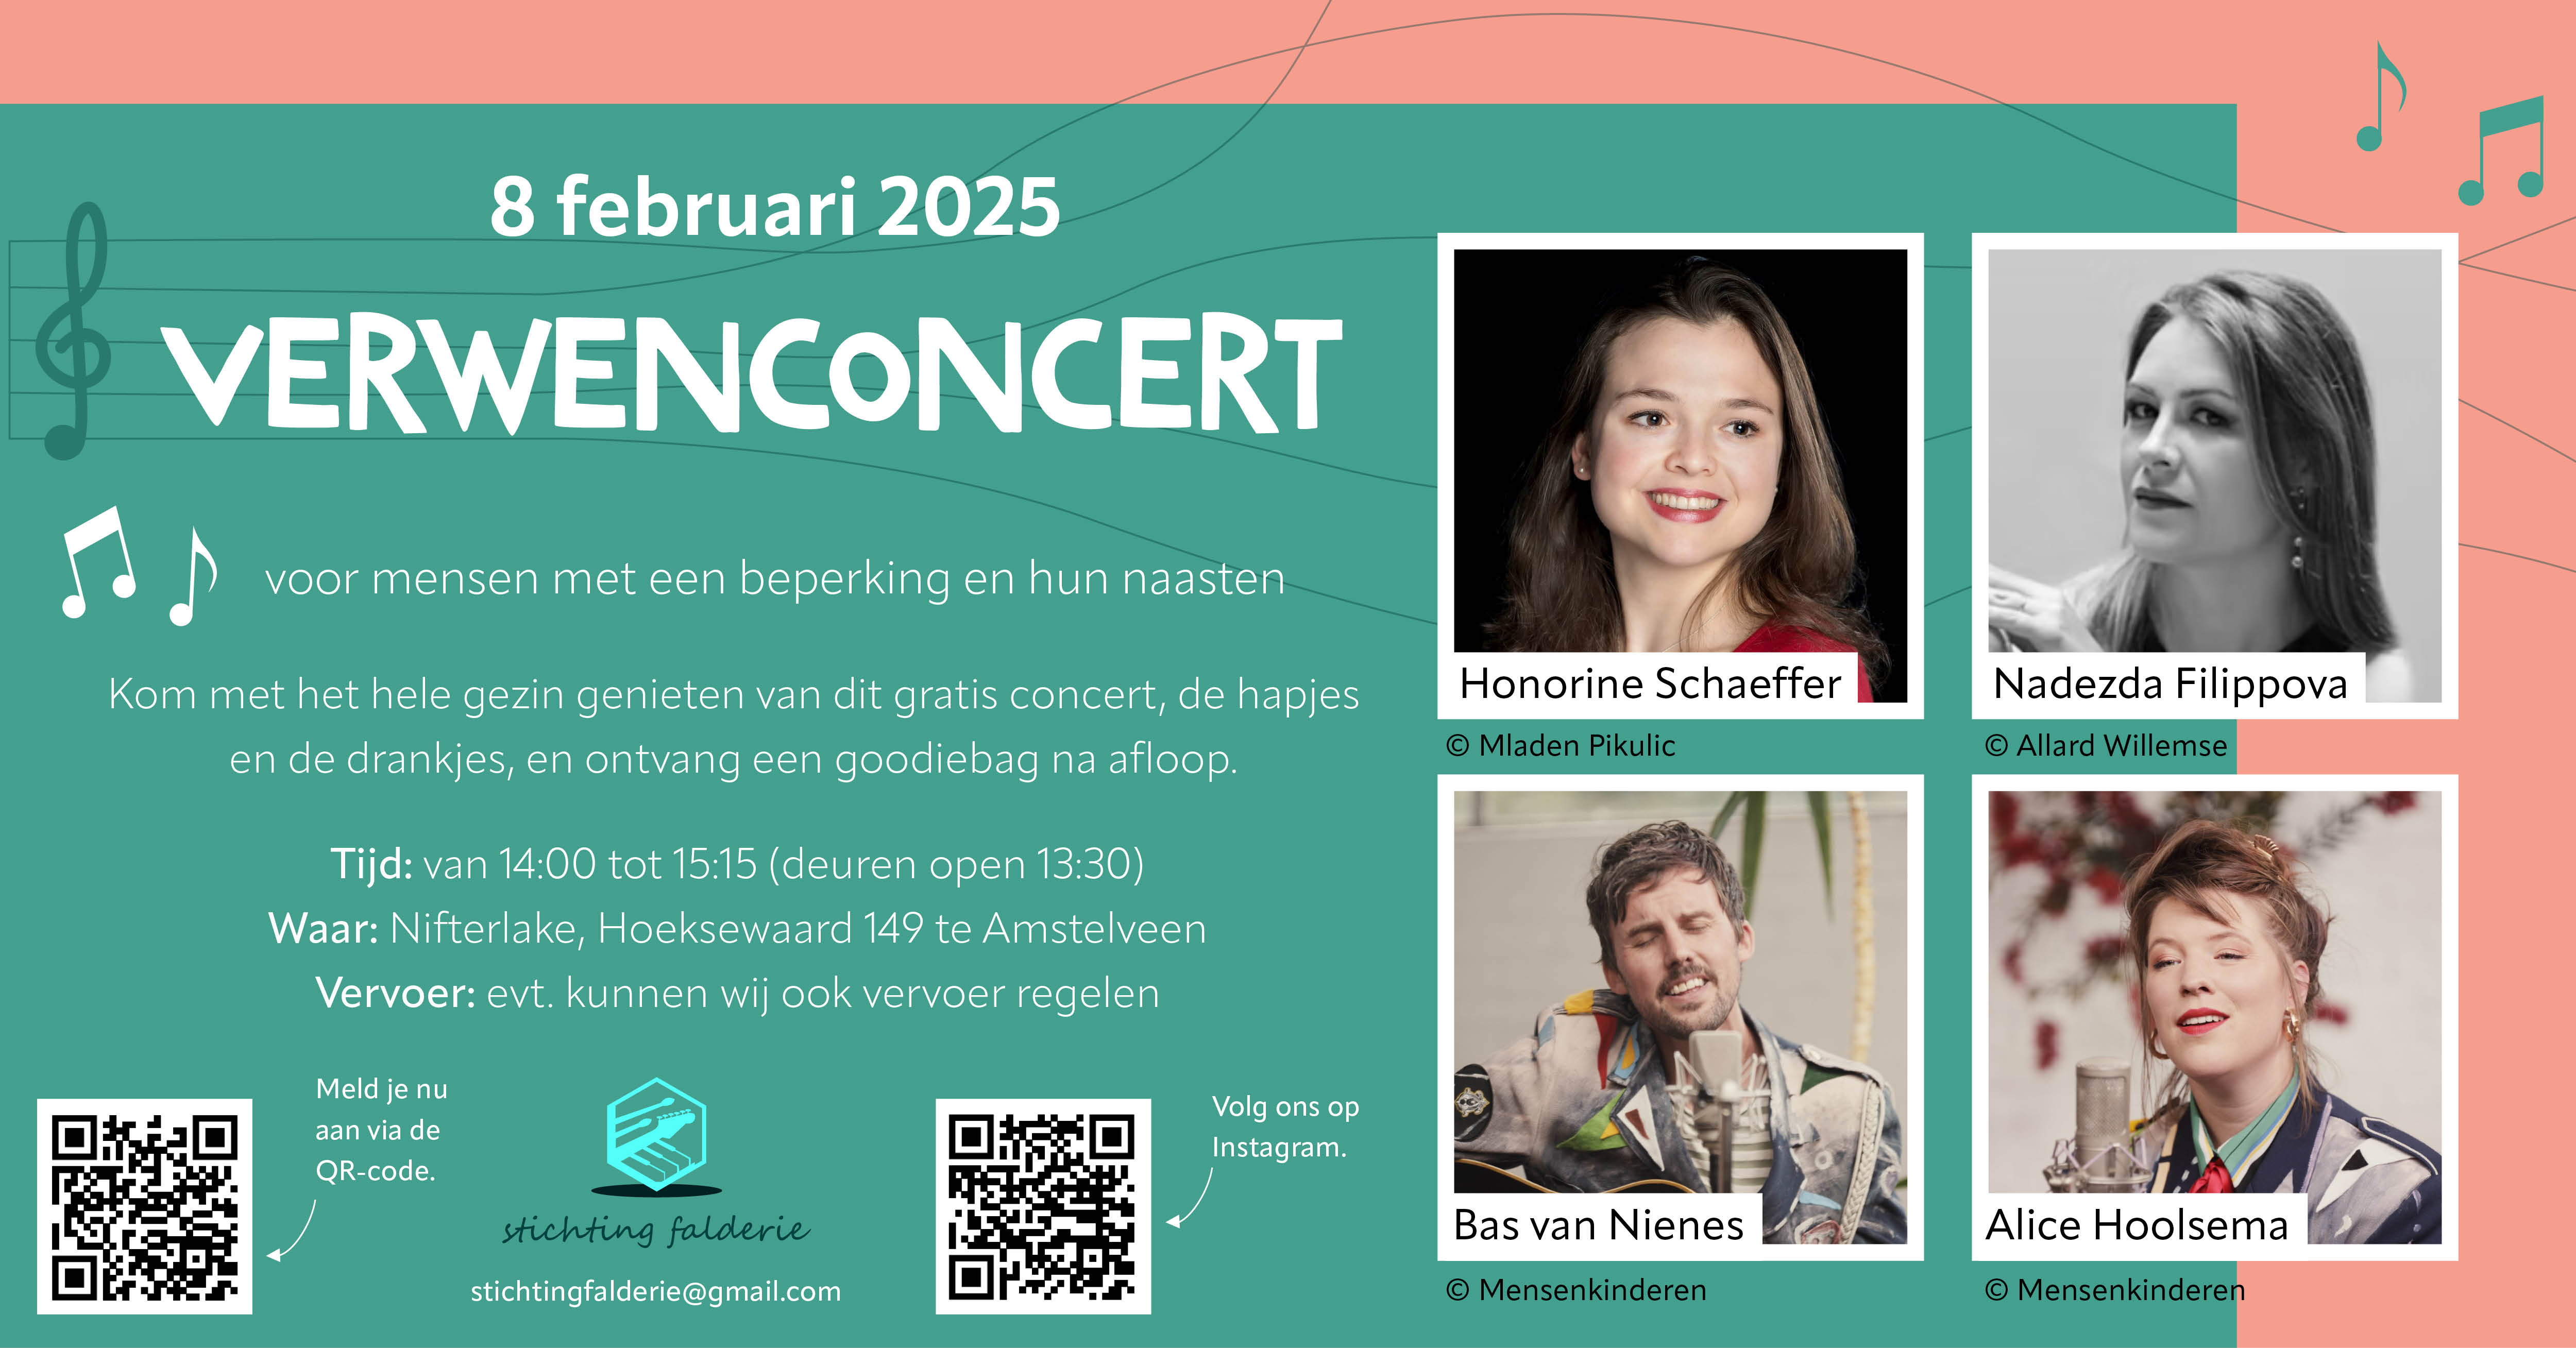 8 februari 2025
VERWENCONCERT
voor mensen met een beperking en hun naasten
Kom met het hele gezin genieten van dit gratis concert, de hapjes
en de drankjes, en ontvang een goodiebag na afloop.
Tijd: van 14:00 tot 15:15 (deuren open 13:30)
Waar: Nifterlake, Hoeksewaard 149 te Amstelveen
Vervoer: evt. kunnen wij ook vervoer regelen
Meld je nu
aan via de
QR-code.
stichting falderie
stichtingfalderie@gmail.com
Volg ons op
Instagram.
Honorine Schaeffer
© Mladen Pikulic
Nadezda Filippova
© Allard Willemse
Bas van Nienes
© Mensenkinderen
Alice Hoolsema
© Mensenkinderen